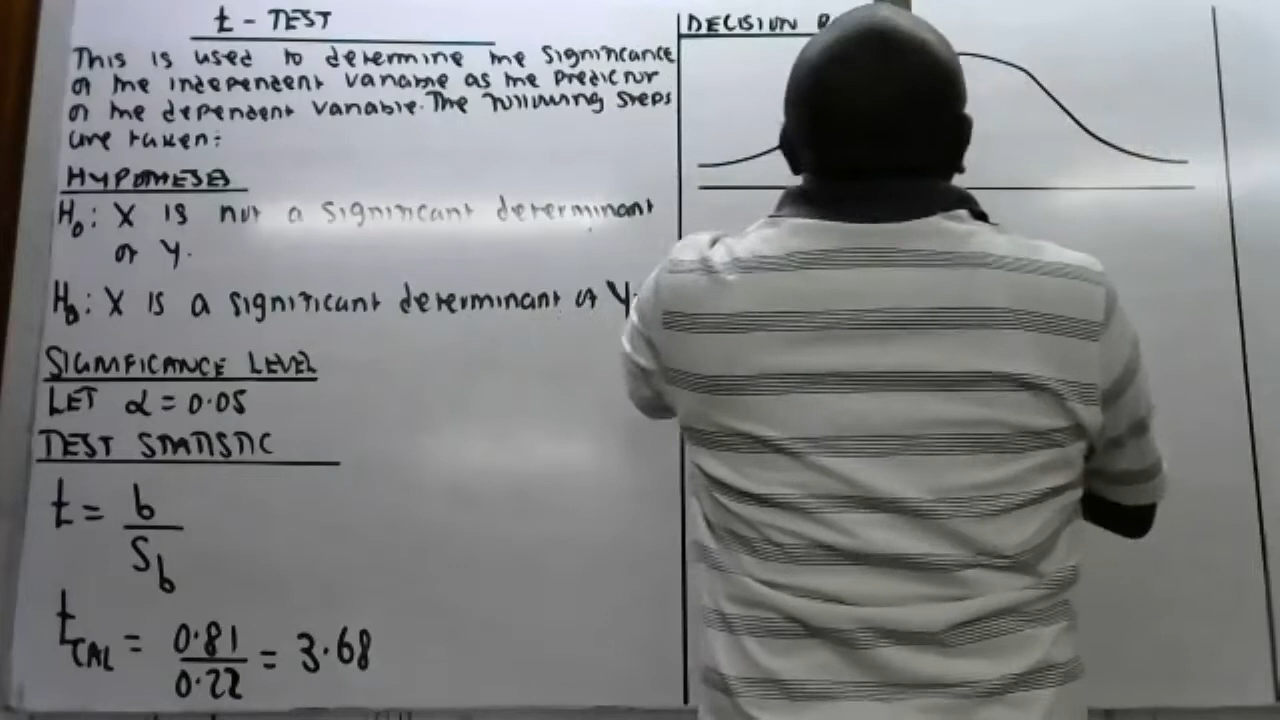 t - TEST
This is used to determine the significance
of the independent variable as the predictor
of the dependent variable. The following steps
are taken:
HYPOTHESES
H₀: X is not a significant determinant
of Y.
H₀: X is a significant determinant of Y.
SIGNIFICANCE LEVEL
LET α = 0.05
TEST STATISTIC
t = b
S_b
t_CAL = 0.81 = 3.68
0.22
DECISION